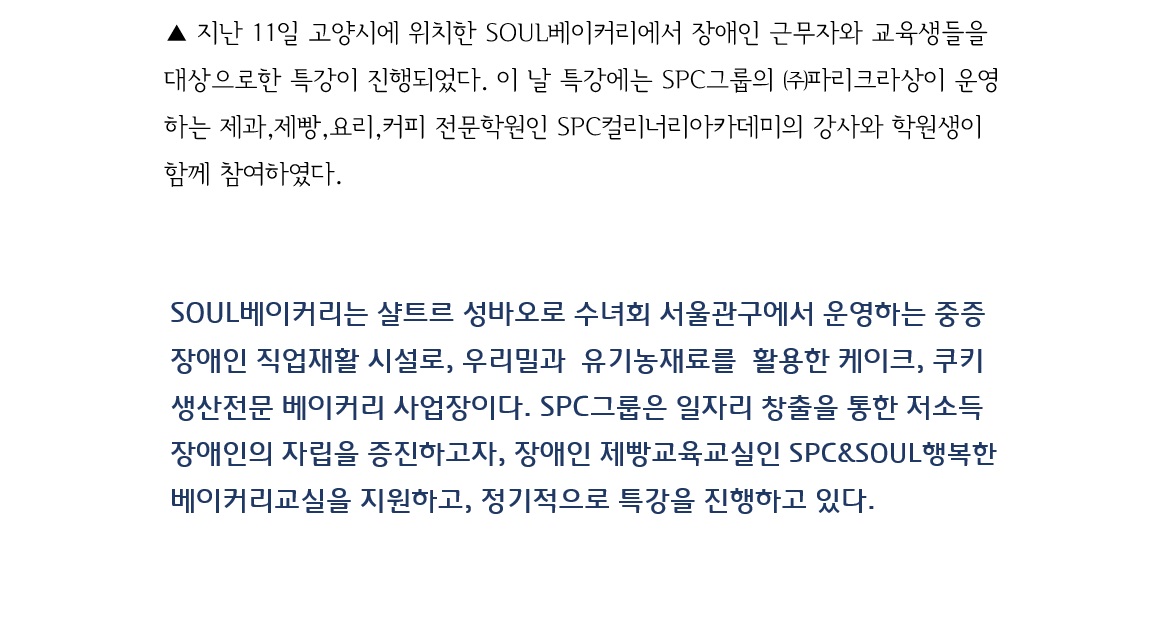 ▲ 지난 11일 고양시에 위치한 SOUL베이커리에서 장애인 근무자와 교육생들을
대상으로한 특강이 진행되었다. 이 날 특강에는 SPC그룹의 ㈜파리크라상이 운영
하는 제과,제빵,요리,커피 전문학원인 SPC컬리너리아카데미의 강사와 학원생이
함께 참여하였다.
SOUL베이커리는 샬트르 성바오로 수녀회 서울관구에서 운영하는 중증
장애인 직업재활 시설로, 우리밀과 유기농재료를 활용한 케이크, 쿠키
생산전문 베이커리 사업장이다. SPC그룹은 일자리 창출을 통한 저소득
장애인의 자립을 증진하고자, 장애인 제빵교육교실인 SPC&SOUL행복한
베이커리교실을 지원하고, 정기적으로 특강을 진행하고 있다.